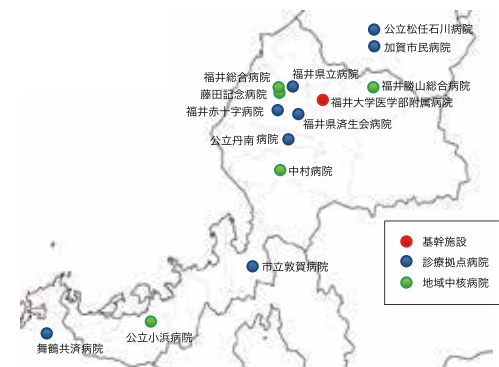 公立松任石川病院
加賀市民病院
福井総合病院
福井県立病院
藤田記念病院
福井勝山総合病院
福井大学医学部附属病院
福井赤十字病院
福井県済生会病院
公立丹南 病院
中村病院
基幹施設
診療拠点病院
地域中核病院
市立敦賀病院
公立小浜病院
舞鶴共済病院